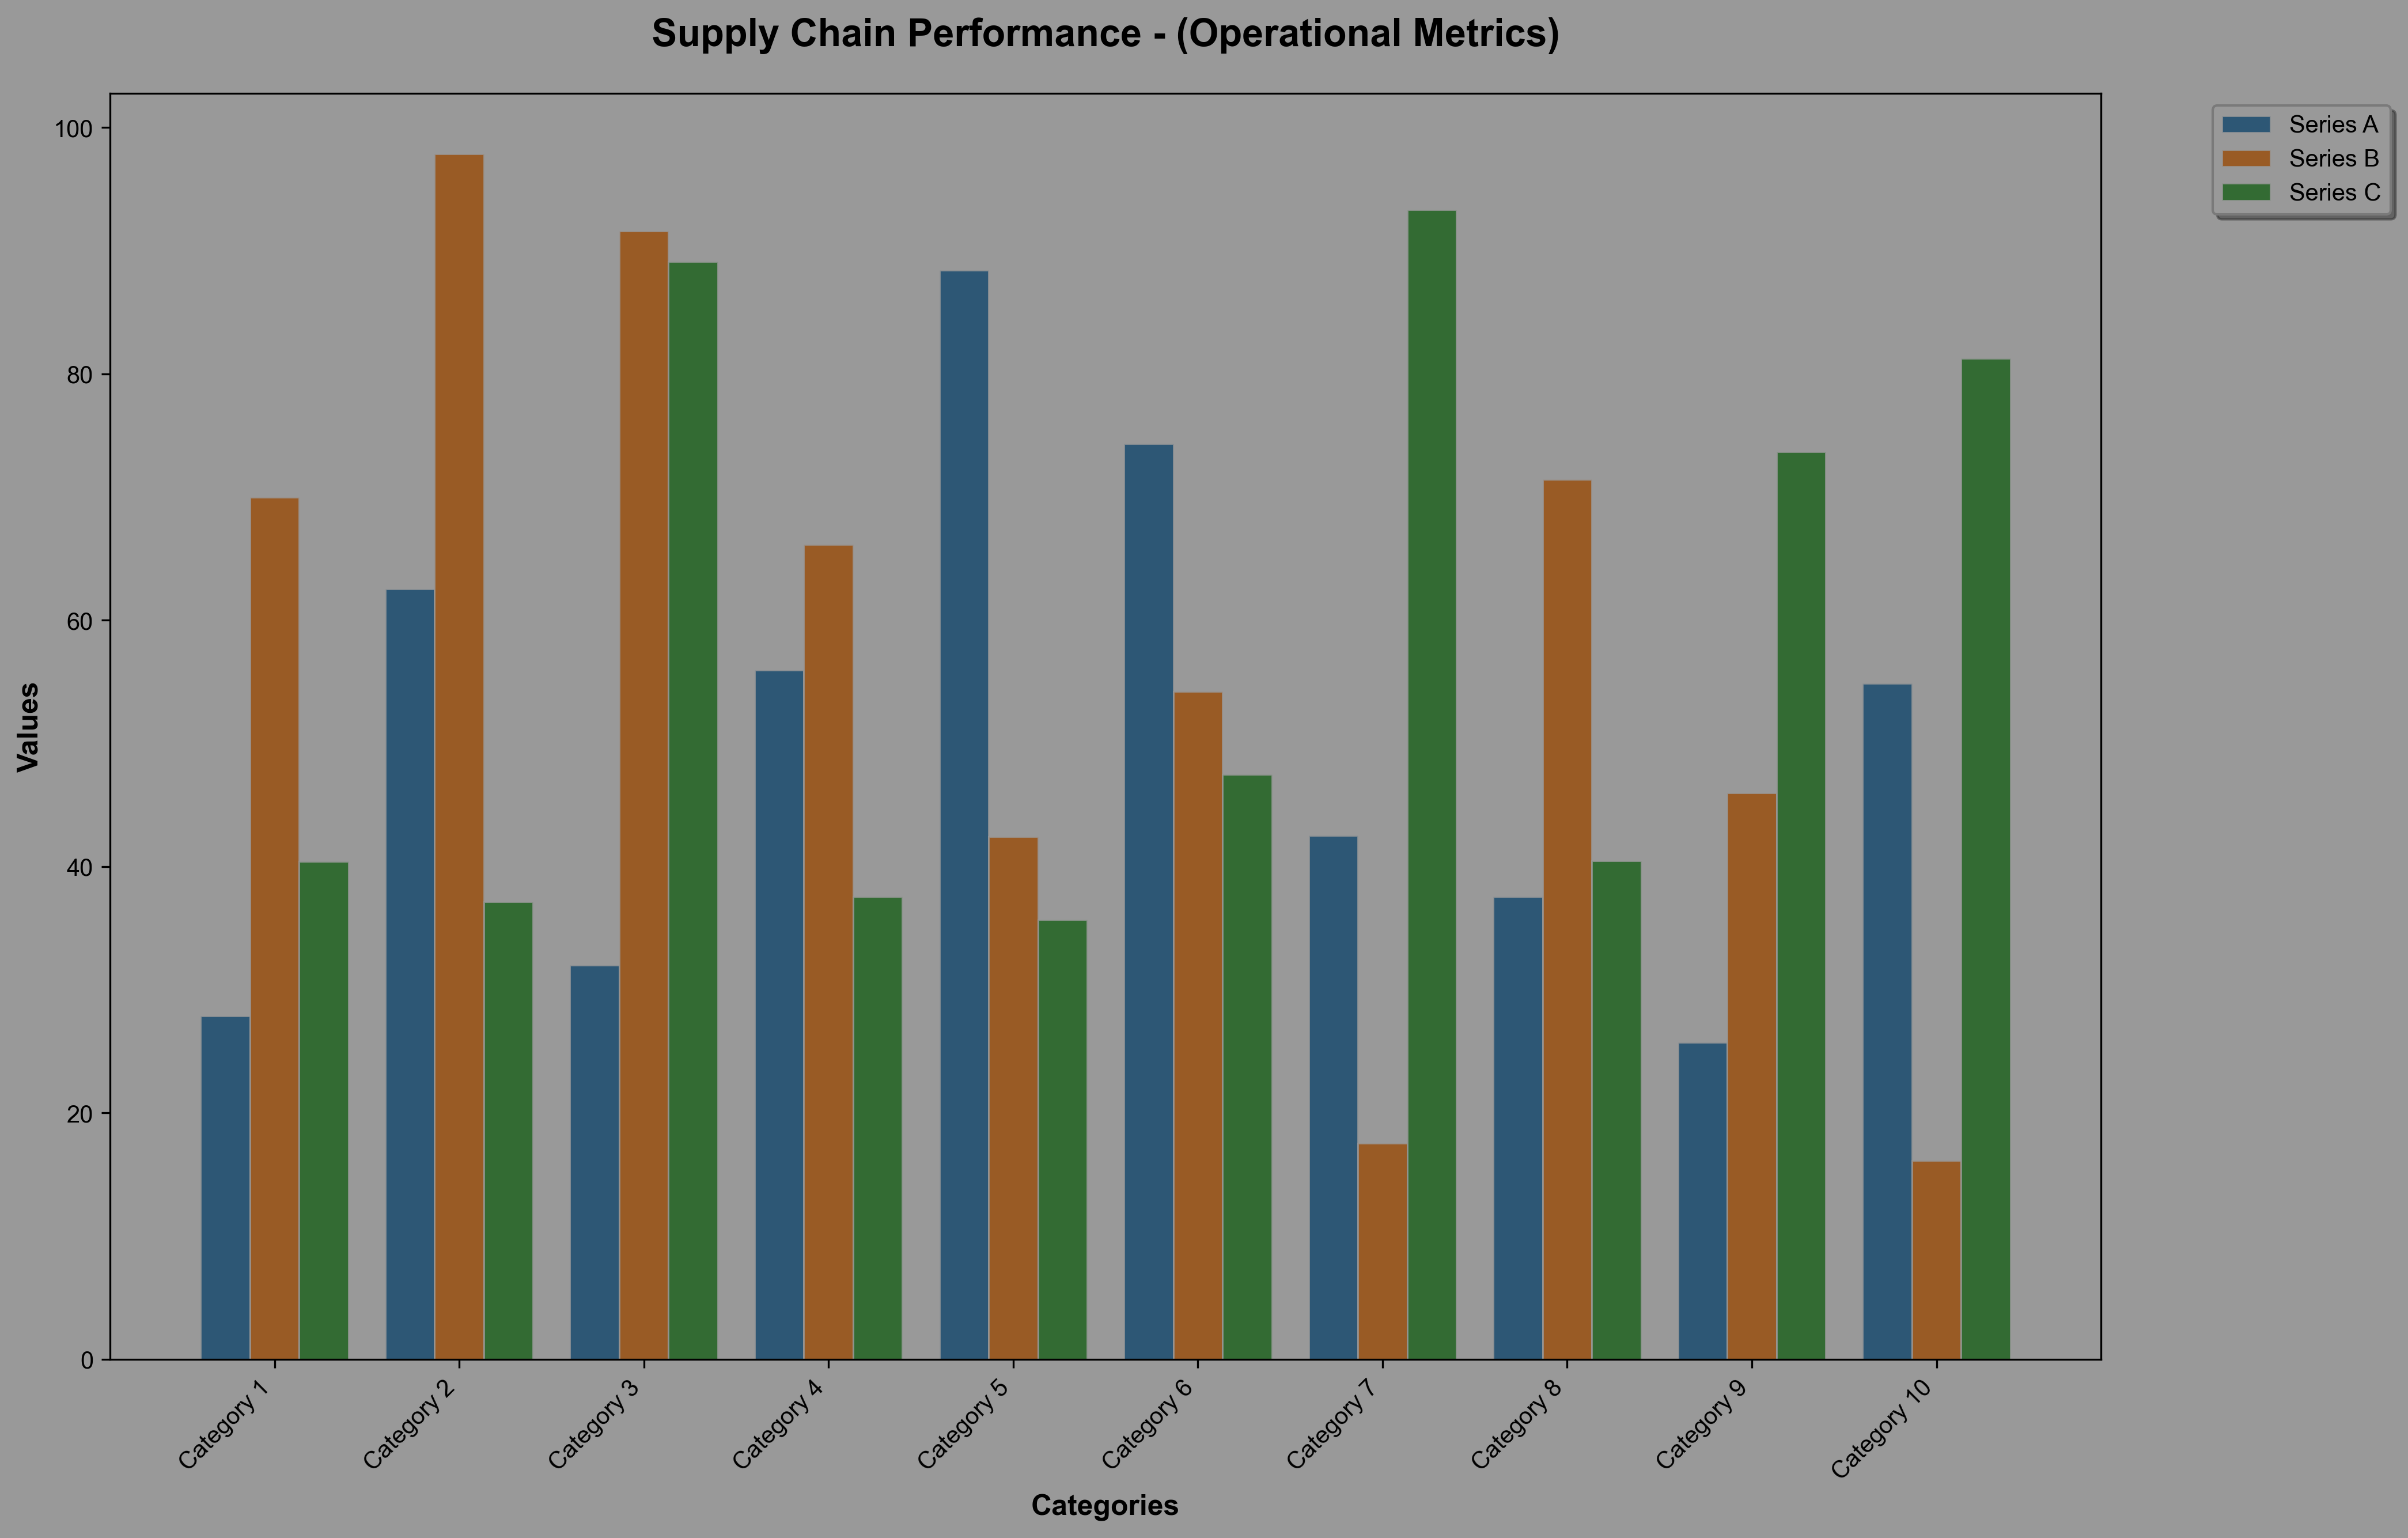 Supply Chain Performance - (Operational Metrics)
Series A
Series B
Series C
100
80
60
40
20
0
Values
Category 1
Category 2
Category 3
Category 4
Category 5
Category 6
Category 7
Category 8
Category 9
Category 10
Categories